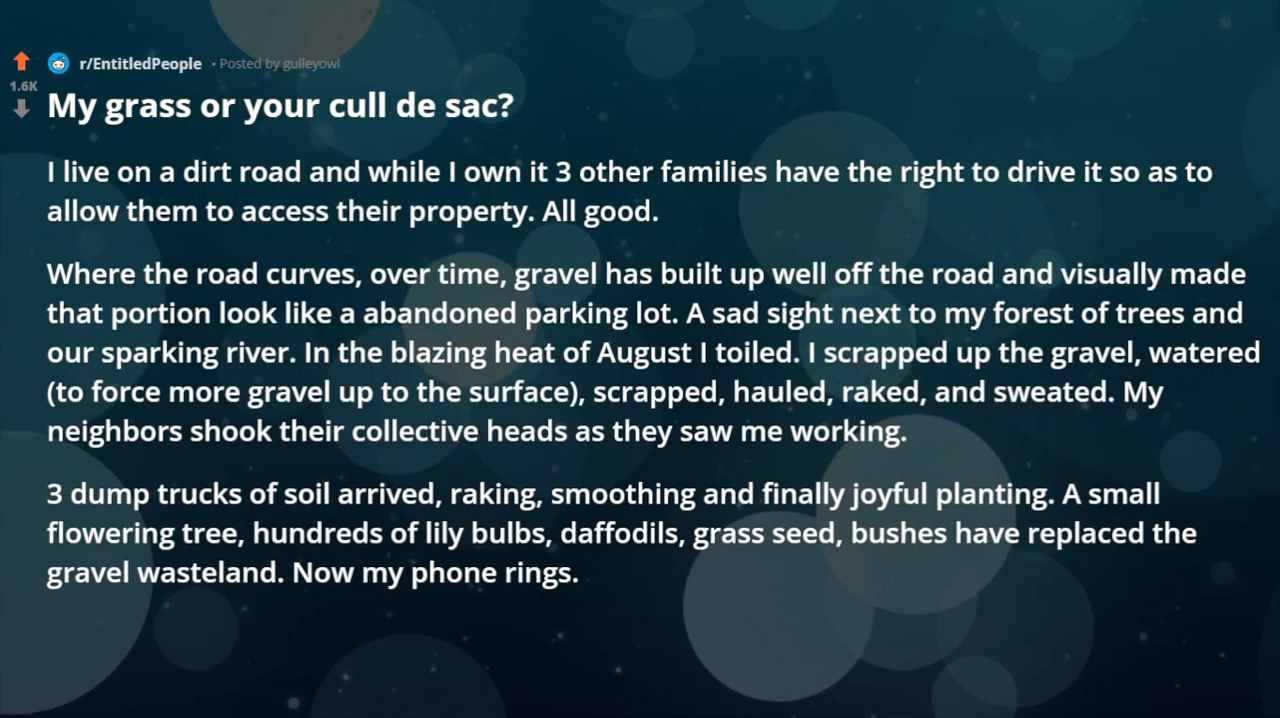 r/EntitledPeople • Posted by gulleyowl
1.6K
My grass or your cull de sac?
I live on a dirt road and while I own it 3 other families have the right to drive it so as to
allow them to access their property. All good.
Where the road curves, over time, gravel has built up well off the road and visually made
that portion look like a abandoned parking lot. A sad sight next to my forest of trees and
our sparking river. In the blazing heat of August I toiled. I scrapped up the gravel, watered
(to force more gravel up to the surface), scrapped, hauled, raked, and sweated. My
neighbors shook their collective heads as they saw me working.
3 dump trucks of soil arrived, raking, smoothing and finally joyful planting. A small
flowering tree, hundreds of lily bulbs, daffodils, grass seed, bushes have replaced the
gravel wasteland. Now my phone rings.